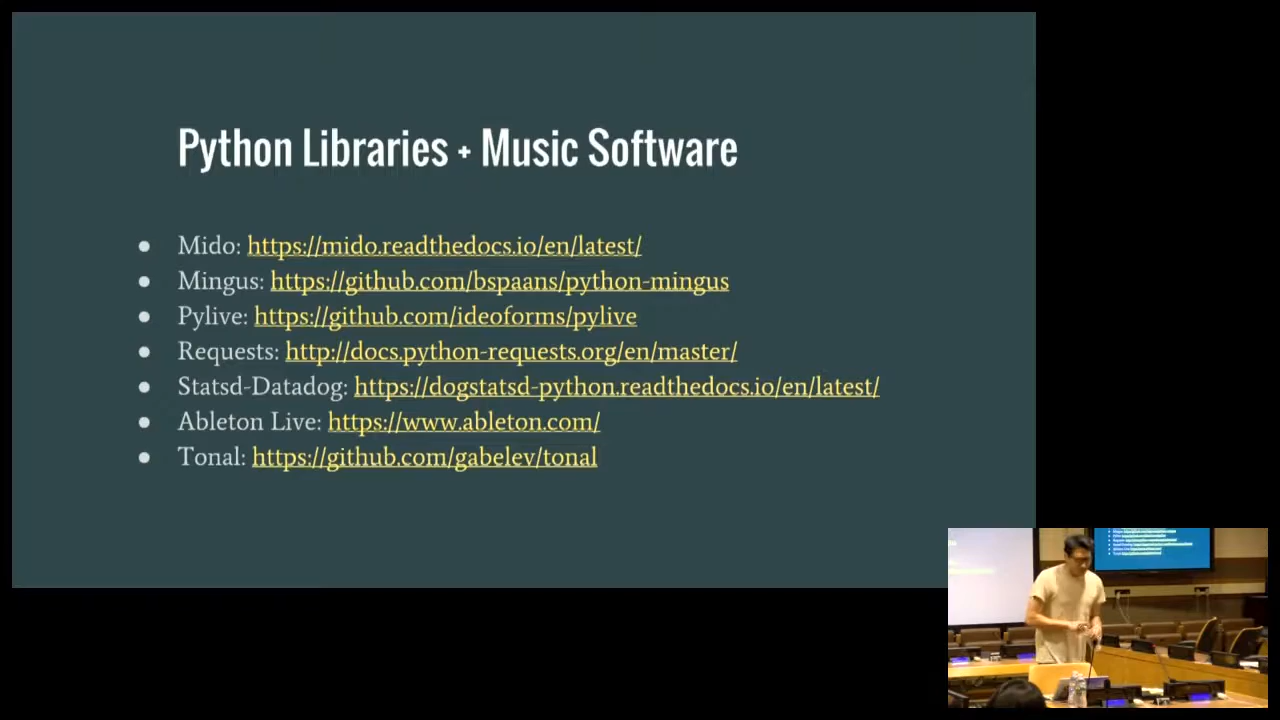 Python Libraries + Music Software
● Mido: https://mido.readthedocs.io/en/latest/
● Mingus: https://github.com/bspaans/python-mingus
● Pylive: https://github.com/ideoforms/pylive
● Requests: http://docs.python-requests.org/en/master/
● Statsd-Datadog: https://dogstatsd-python.readthedocs.io/en/latest/
● Ableton Live: https://www.ableton.com/
● Tonal: https://github.com/gabelev/tonal